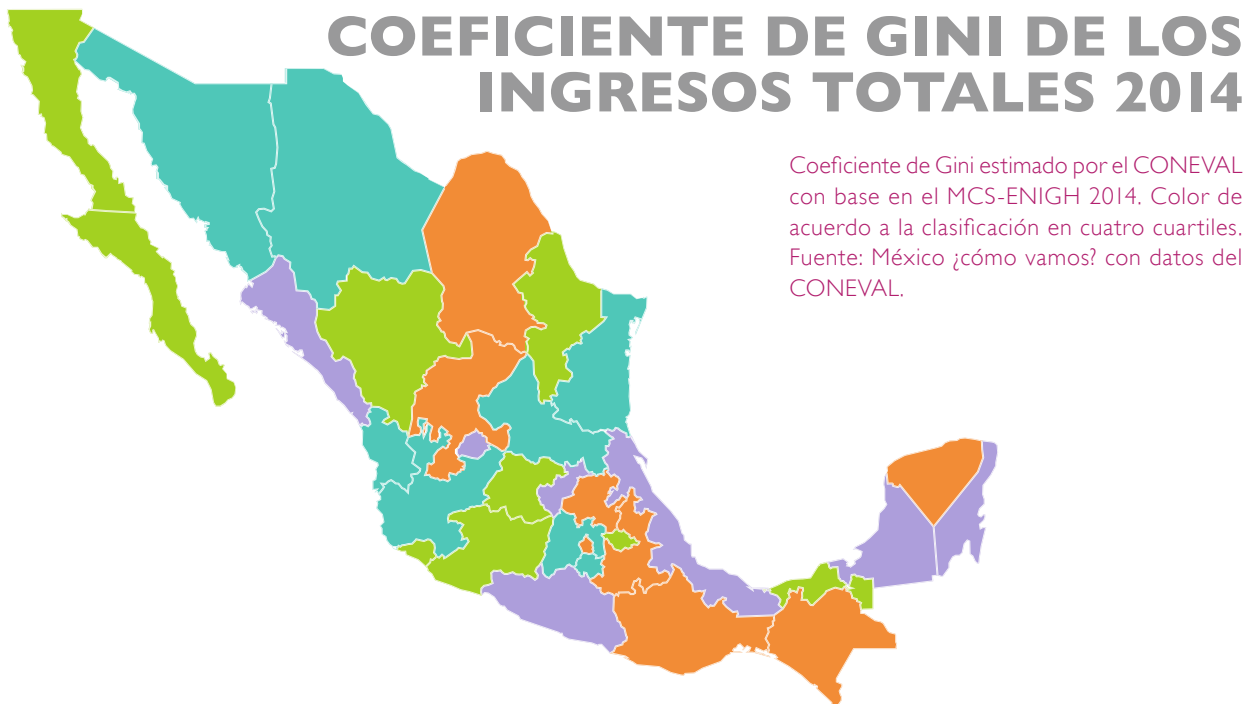 COEFICIENTE DE GINI DE LOS
INGRESOS TOTALES 2014
Coeficiente de Gini estimado por el CONEVAL
con base en el MCS-ENIGH 2014. Color de
acuerdo a la clasificación en cuatro cuartiles.
Fuente: México ¿cómo vamos? con datos del
CONEVAL.